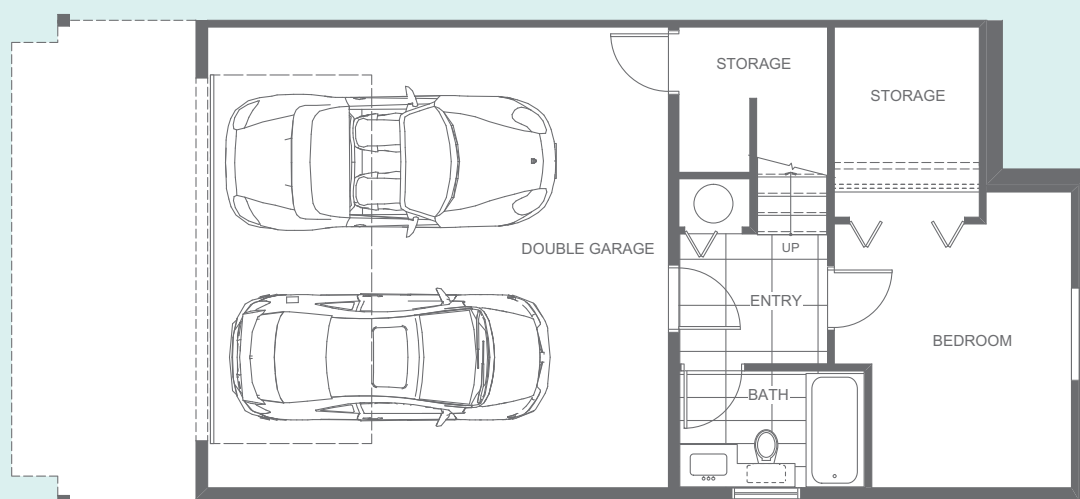 STORAGE
STORAGE
DOUBLE GARAGE
UP
ENTRY
BEDROOM
BATH